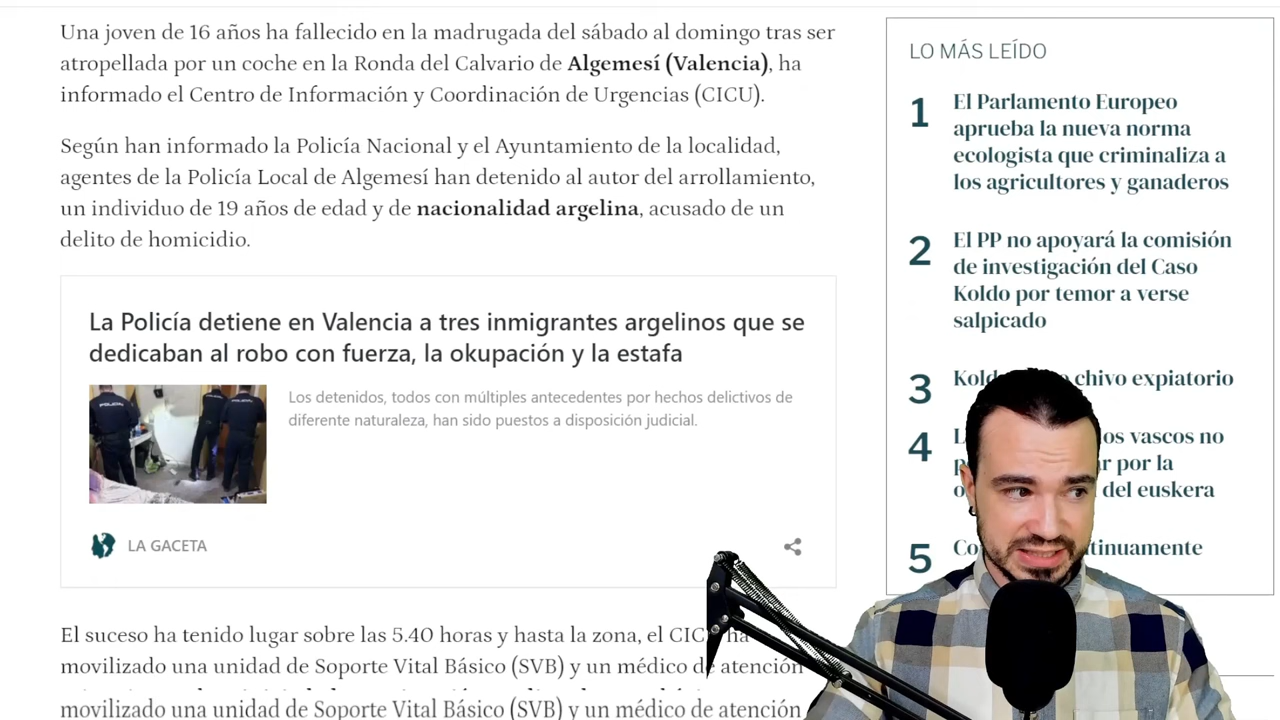 Una joven de 16 años ha fallecido en la madrugada del sábado al domingo tras ser
atropellada por un coche en la Ronda del Calvario de Algemesí (Valencia), ha
informado el Centro de Información y Coordinación de Urgencias (CICU).
Según han informado la Policía Nacional y el Ayuntamiento de la localidad,
agentes de la Policía Local de Algemesí han detenido al autor del arrollamiento,
un individuo de 19 años de edad y de nacionalidad argelina, acusado de un
delito de homicidio.
La Policía detiene en Valencia a tres inmigrantes argelinos que se
dedicaban al robo con fuerza, la okupación y la estafa
Los detenidos, todos con múltiples antecedentes por hechos delictivos de
diferente naturaleza, han sido puestos a disposición judicial.
LA GACETA
El suceso ha tenido lugar sobre las 5.40 horas y hasta la zona, el ha
movilizado una unidad de Soporte Vital Básico (SVB) y un médico de atención
movilizado una unidad de Soporte Vital Básico (SVB) y un médico de atención
LO MÁS LEÍDO
1 El Parlamento Europeo
aprueba la nueva norma
ecologista que criminaliza a
los agricultores y ganaderos
2 El PP no apoyará la comisión
de investigación del Caso
Koldo por temor a verse
salpicado
3 chivo expiatorio
4 vascos no
por la
del euskera
5